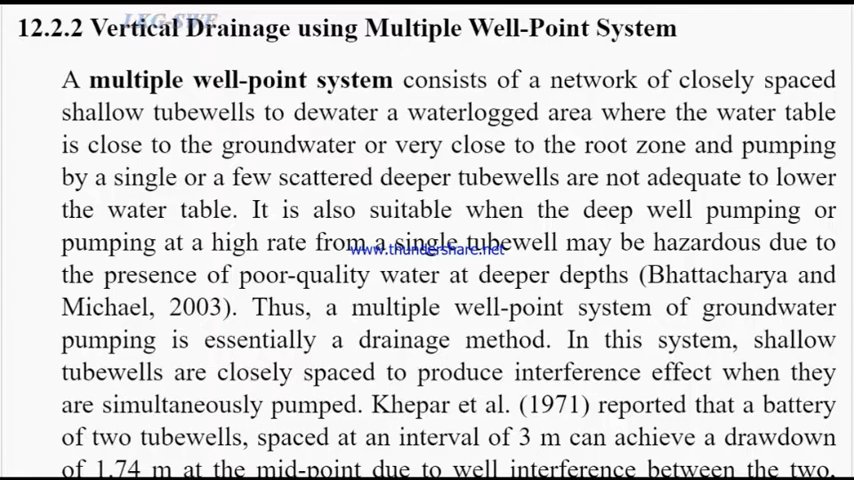 LKG-SWE
12.2.2 Vertical Drainage using Multiple Well-Point System
A multiple well-point system consists of a network of closely spaced
shallow tubewells to dewater a waterlogged area where the water table
is close to the groundwater or very close to the root zone and pumping
by a single or a few scattered deeper tubewells are not adequate to lower
the water table. It is also suitable when the deep well pumping or
pumping at a high rate from a single tubewell may be hazardous due to
www.thundershare.net
the presence of poor-quality water at deeper depths (Bhattacharya and
Michael, 2003). Thus, a multiple well-point system of groundwater
pumping is essentially a drainage method. In this system, shallow
tubewells are closely spaced to produce interference effect when they
are simultaneously pumped. Khepar et al. (1971) reported that a battery
of two tubewells, spaced at an interval of 3 m can achieve a drawdown
of 1.74 m at the mid-point due to well interference between the two.